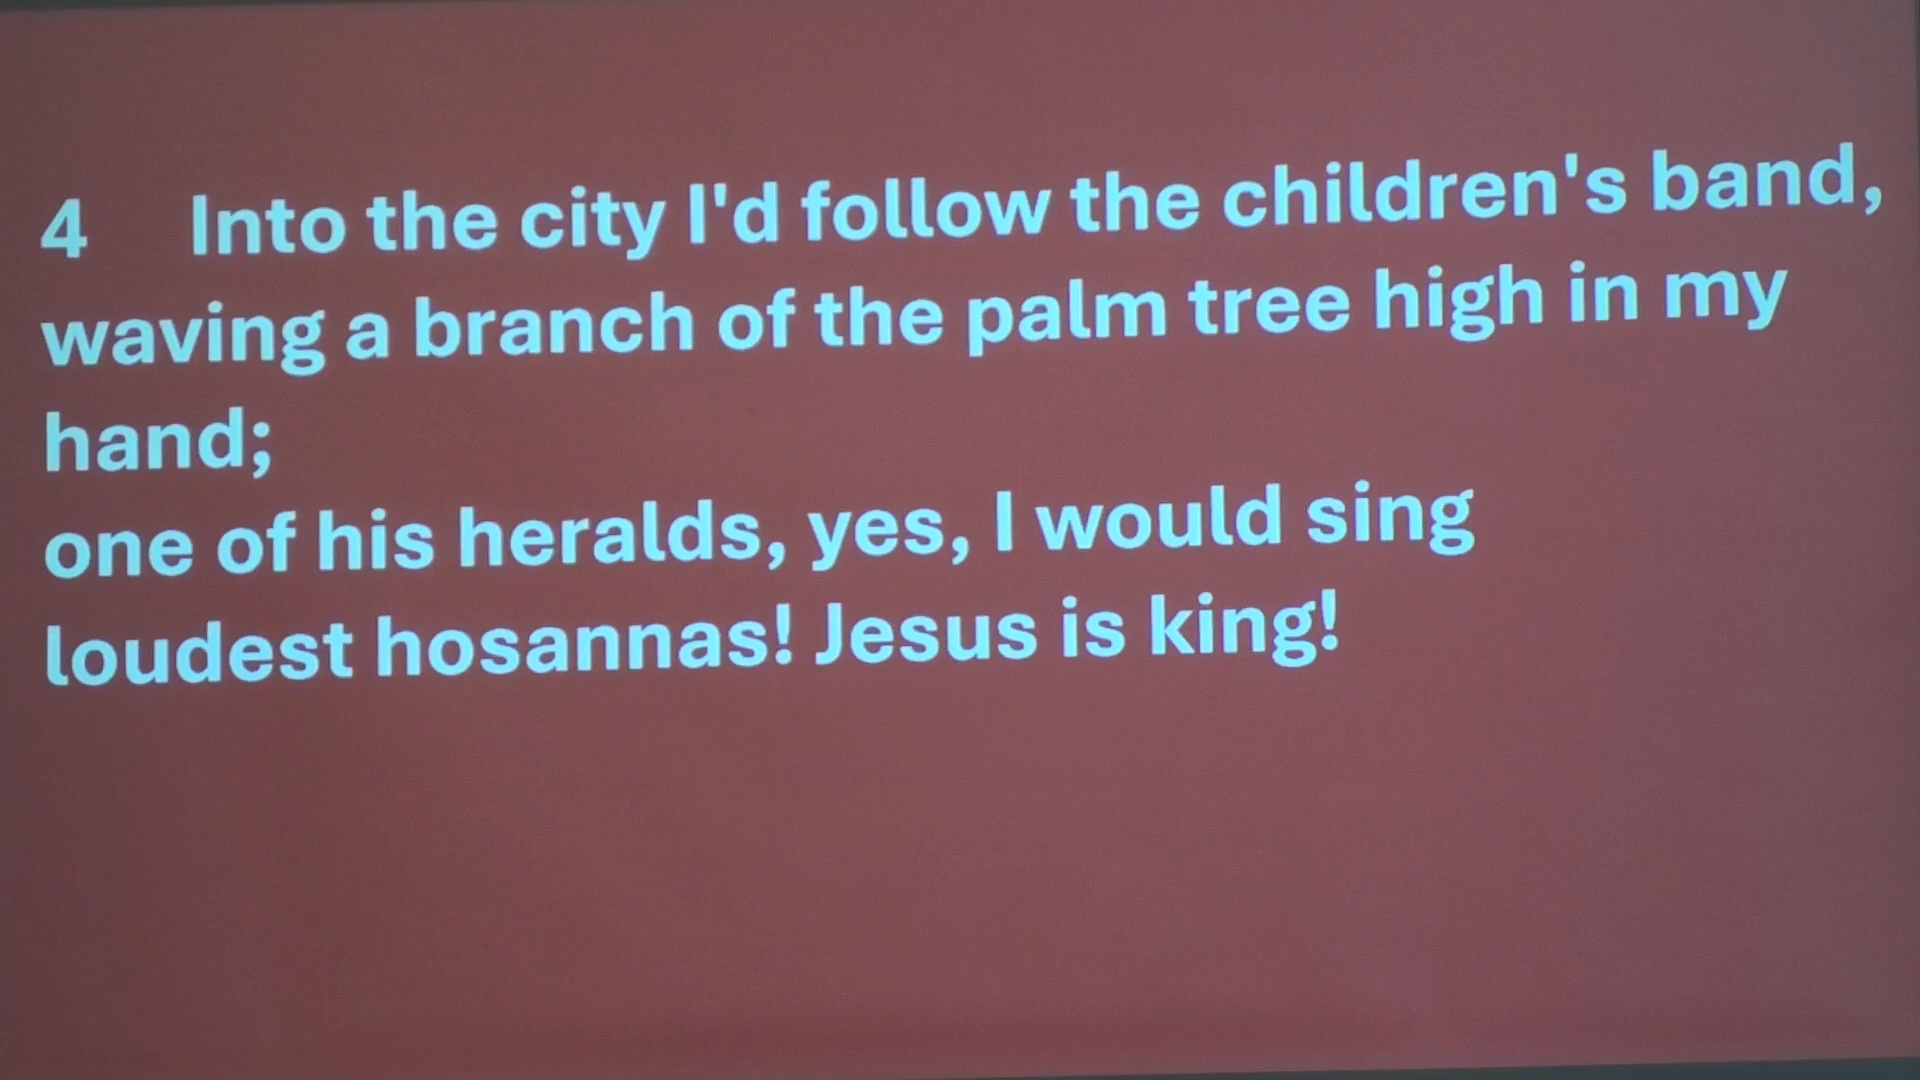 4 Into the city I'd follow the children's band,
waving a branch of the palm tree high in my
hand;
one of his heralds, yes, I would sing
loudest hosannas! Jesus is king!